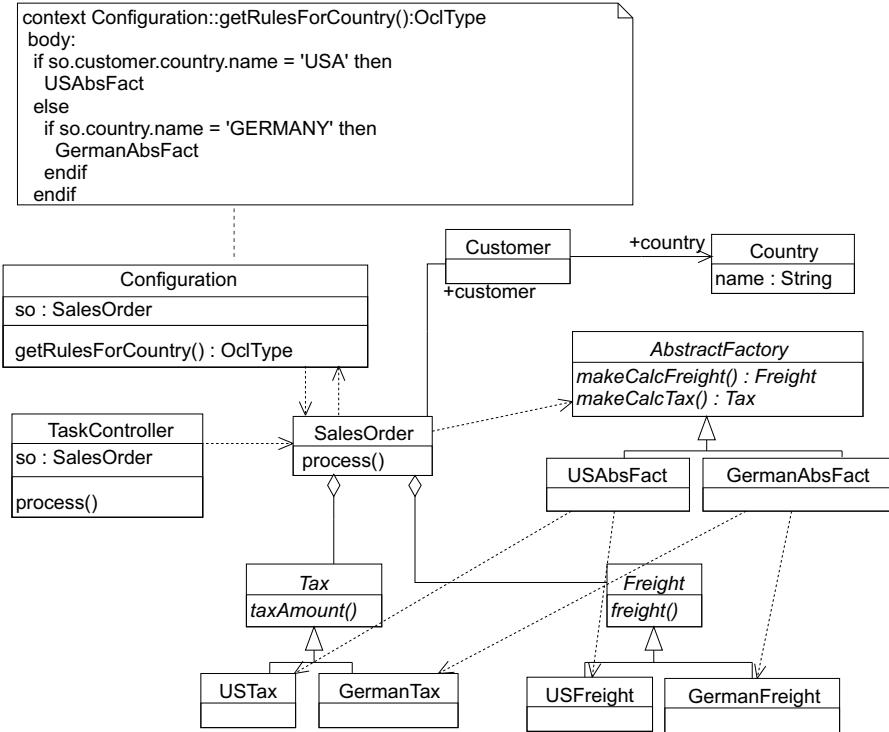 context Configuration::getRulesForCountry():OclType
body:
if so.customer.country.name = 'USA' then
USAbsFact
else
if so.country.name = 'GERMANY' then
GermanAbsFact
endif
endif
Customer
+customer
+country
Country
name : String
Configuration
so : SalesOrder
getRulesForCountry() : OclType
AbstractFactory
makeCalcFreight() : Freight
makeCalcTax() : Tax
TaskController
so : SalesOrder
process()
SalesOrder
process()
USAbsFact
GermanAbsFact
Tax
taxAmount()
Freight
freight()
USTax
GermanTax
USFreight
GermanFreight